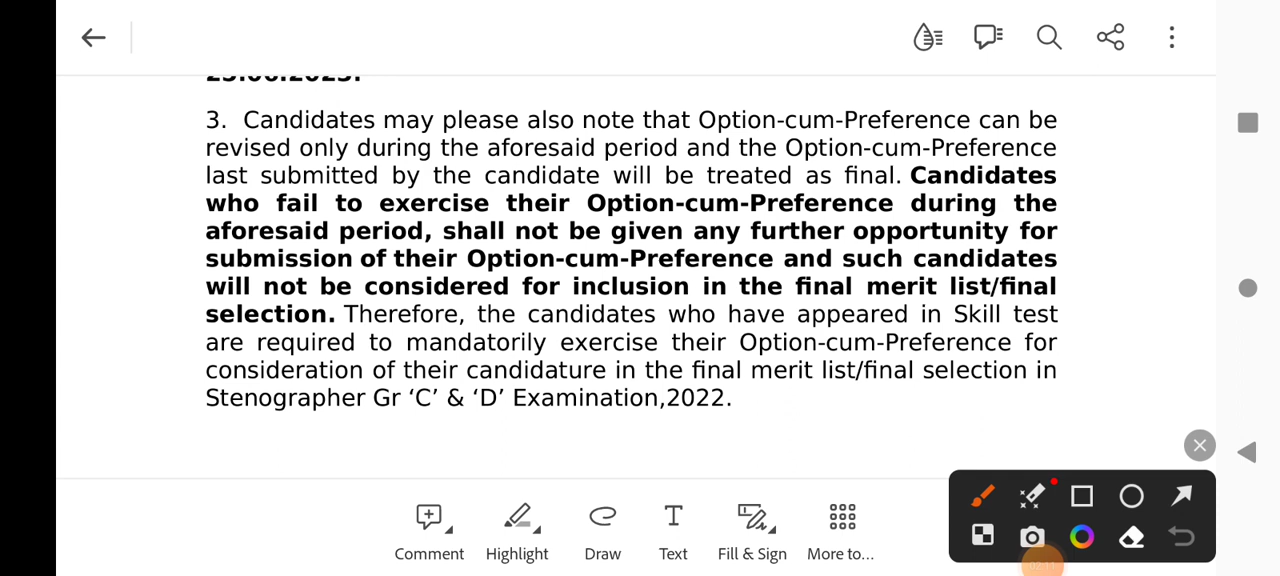 3. Candidates may please also note that Option-cum-Preference can be
revised only during the aforesaid period and the Option-cum-Preference
last submitted by the candidate will be treated as final. Candidates
who fail to exercise their Option-cum-Preference during the
aforesaid period, shall not be given any further opportunity for
submission of their Option-cum-Preference and such candidates
will not be considered for inclusion in the final merit list/final
selection. Therefore, the candidates who have appeared in Skill test
are required to mandatorily exercise their Option-cum-Preference for
consideration of their candidature in the final merit list/final selection in
Stenographer Gr ‘C’ & ‘D’ Examination,2022.
Comment Highlight Draw Text Fill & Sign More to...
02:11